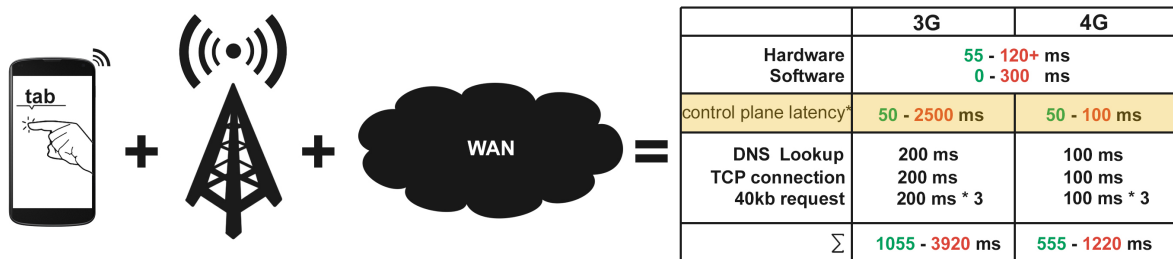 tab
+
+
WAN
=
3G 4G
Hardware 55 - 120+ ms
Software 0 - 300 ms
control plane latency* 50 - 2500 ms 50 - 100 ms
DNS Lookup 200 ms 100 ms
TCP connection 200 ms 100 ms
40kb request 200 ms * 3 100 ms * 3
∑ 1055 - 3920 ms 555 - 1220 ms